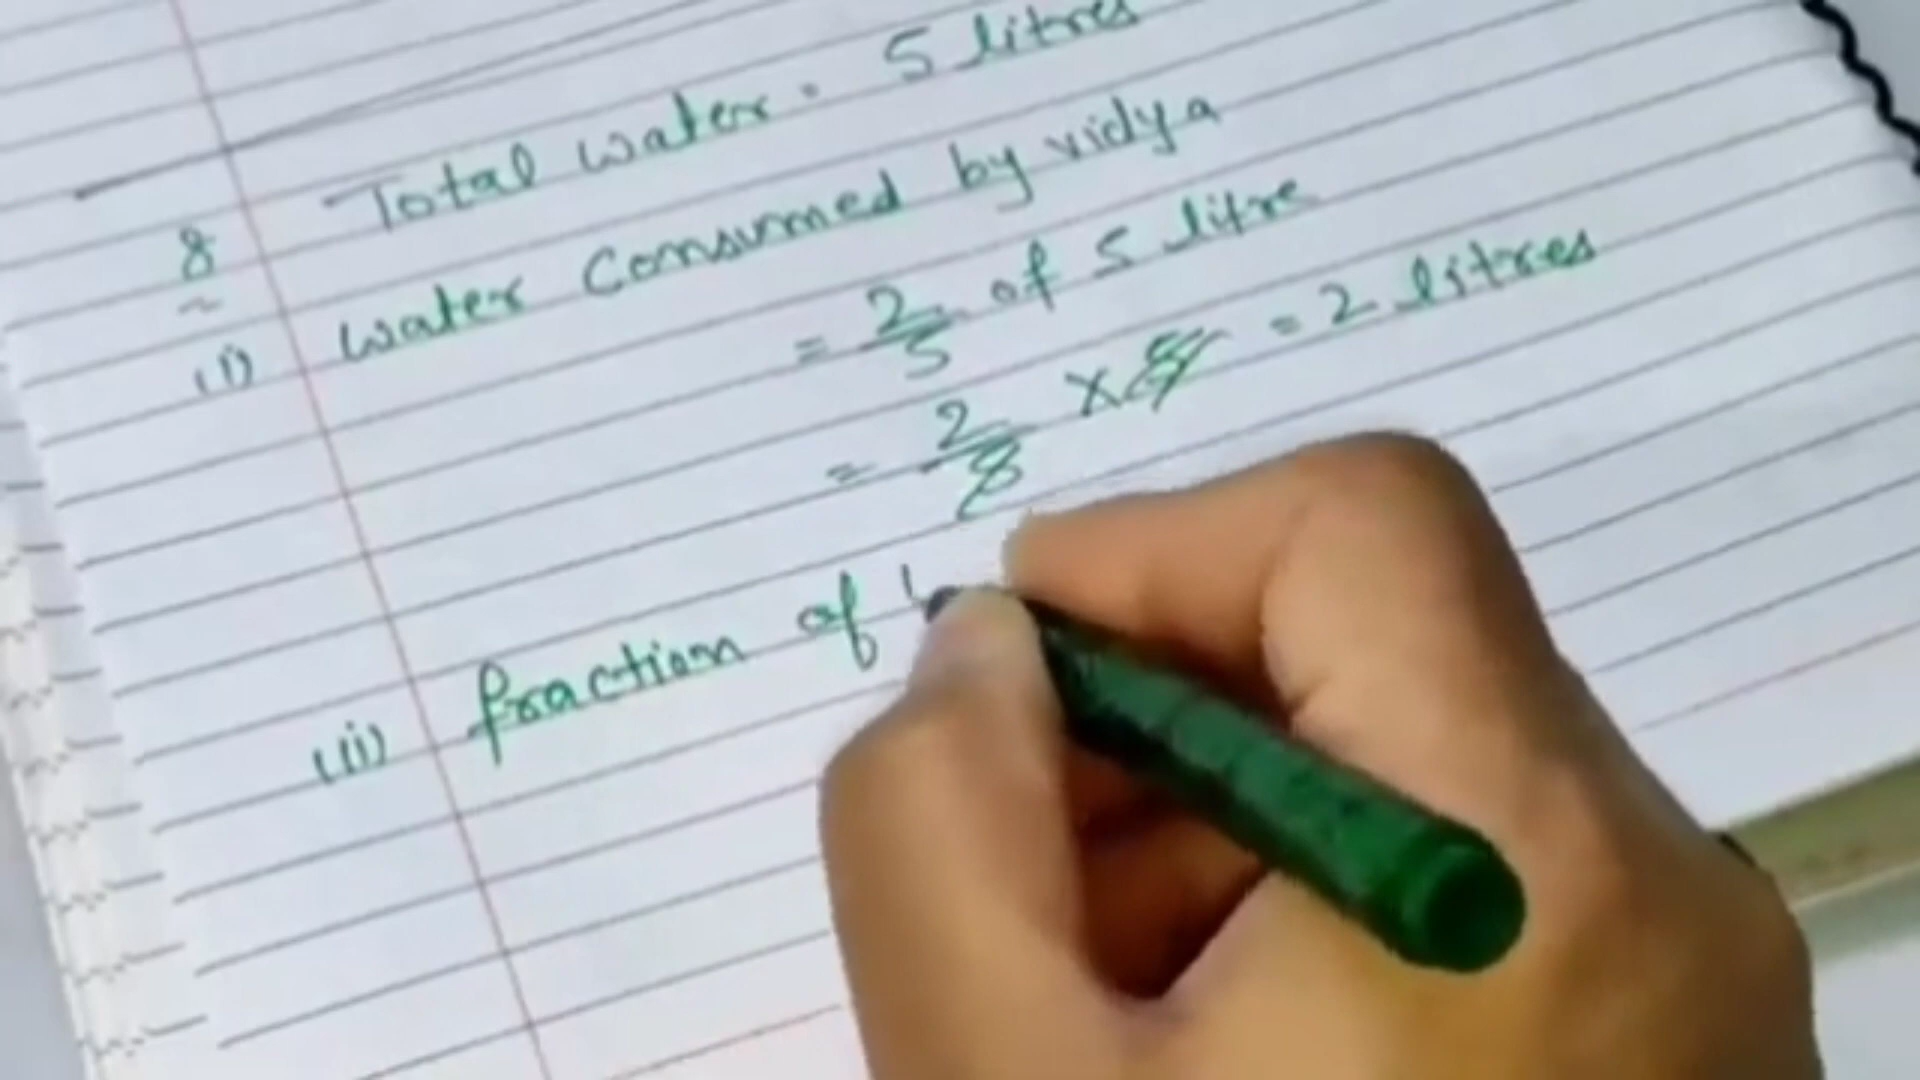 Total water = 5 litres
8
(i) water consumed by vidya
= 2/5 of 5 litre
= 2/5 × 5 = 2 litres
(ii) fraction of